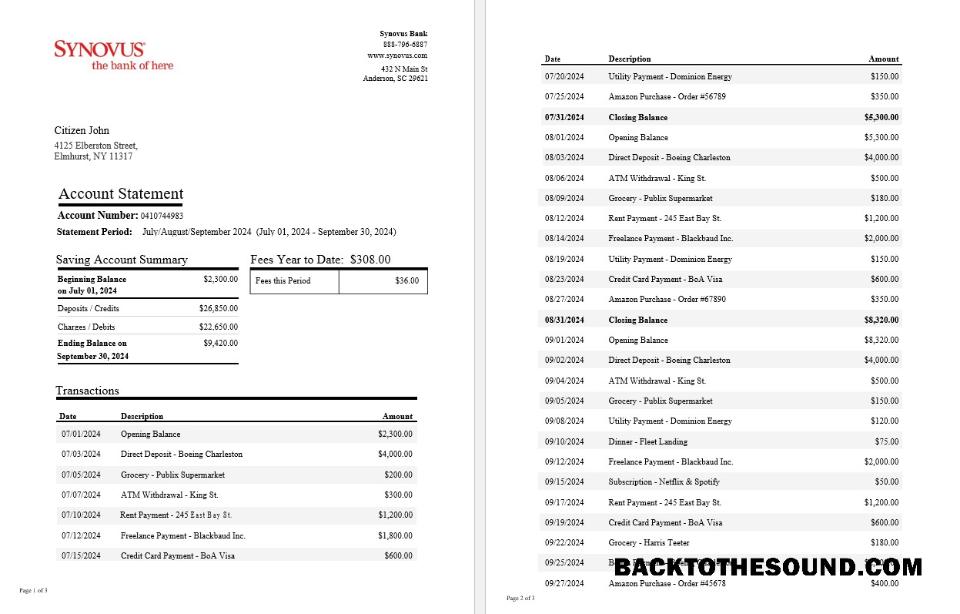 SYNOVUS®
the bank of here
Synovus Bank
888-796-6887
www.synovus.com
432 N Main St
Anderson, SC 29621
Citizen John
4125 Elberston Street,
Elmhurst, NY 11317
Account Statement
Account Number: 0410744983
Statement Period: July/August/September 2024 (July 01, 2024 - September 30, 2024)
Saving Account Summary
Beginning Balance $2,300.00
on July 01, 2024
Deposits / Credits $26,850.00
Charges / Debits $22,650.00
Ending Balance on $9,420.00
September 30, 2024
Fees Year to Date: $308.00
Fees this Period $36.00
Transactions
Date Description Amount
07/01/2024 Opening Balance $2,300.00
07/03/2024 Direct Deposit - Boeing Charleston $4,000.00
07/05/2024 Grocery - Publix Supermarket $200.00
07/07/2024 ATM Withdrawal - King St. $300.00
07/10/2024 Rent Payment - 245 East Bay St. $1,200.00
07/12/2024 Freelance Payment - Blackbaud Inc. $1,800.00
07/15/2024 Credit Card Payment - BoA Visa $600.00
Page 1 of 3
Date Description Amount
07/20/2024 Utility Payment - Dominion Energy $150.00
07/25/2024 Amazon Purchase - Order #56789 $350.00
07/31/2024 Closing Balance $5,300.00
08/01/2024 Opening Balance $5,300.00
08/03/2024 Direct Deposit - Boeing Charleston $4,000.00
08/06/2024 ATM Withdrawal - King St. $500.00
08/09/2024 Grocery - Publix Supermarket $180.00
08/12/2024 Rent Payment - 245 East Bay St. $1,200.00
08/14/2024 Freelance Payment - Blackbaud Inc. $2,000.00
08/19/2024 Utility Payment - Dominion Energy $150.00
08/23/2024 Credit Card Payment - BoA Visa $600.00
08/27/2024 Amazon Purchase - Order #67890 $350.00
08/31/2024 Closing Balance $8,320.00
09/01/2024 Opening Balance $8,320.00
09/02/2024 Direct Deposit - Boeing Charleston $4,000.00
09/04/2024 ATM Withdrawal - King St. $500.00
09/05/2024 Grocery - Publix Supermarket $150.00
09/08/2024 Utility Payment - Dominion Energy $120.00
09/10/2024 Dinner - Fleet Landing $75.00
09/12/2024 Freelance Payment - Blackbaud Inc. $2,000.00
09/15/2024 Subscription - Netflix & Spotify $50.00
09/17/2024 Rent Payment - 245 East Bay St. $1,200.00
09/19/2024 Credit Card Payment - BoA Visa $600.00
09/22/2024 Grocery - Harris Teeter $180.00
09/25/2024
BACKTOTHESOUND.COM
09/27/2024 Amazon Purchase - Order #45678 $400.00
Page 2 of 3